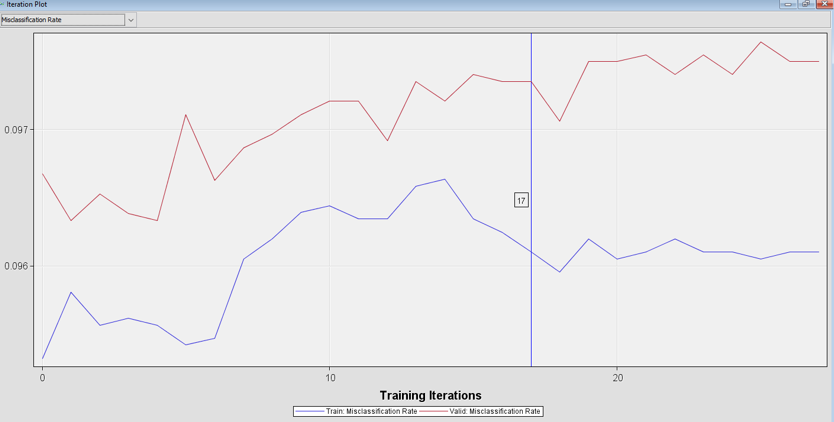 Iteration Plot
Misclassification Rate
0.097
17
0.096
0
10
20
Training Iterations
Train: Misclassification Rate
Valid: Misclassification Rate